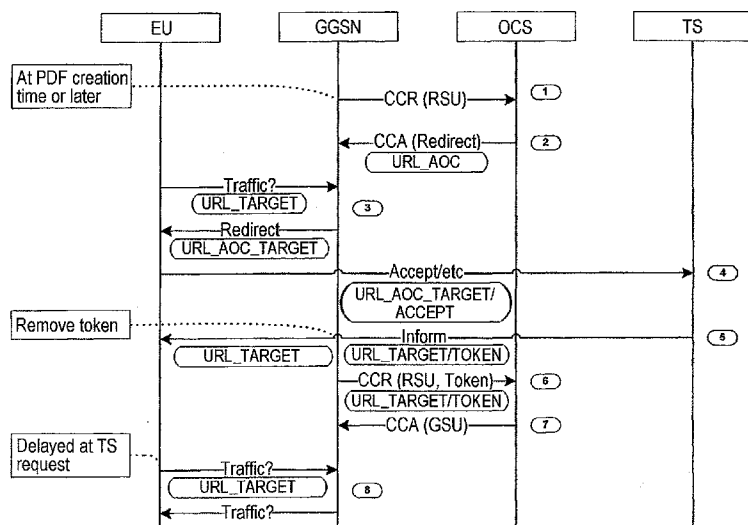 EU GGSN OCS TS
At PDF creation
time or later
CCR (RSU) 1
CCA (Redirect) 2
URL_AOC
Traffic?
URL_TARGET 3
Redirect
URL_AOC_TARGET
Accept/etc 4
URL_AOC_TARGET/
ACCEPT
Remove token
Inform 5
URL_TARGET URL_TARGET/TOKEN
CCR (RSU, Token) 6
URL_TARGET/TOKEN
CCA (GSU) 7
Delayed at TS
request
Traffic?
URL_TARGET 8
Traffic?